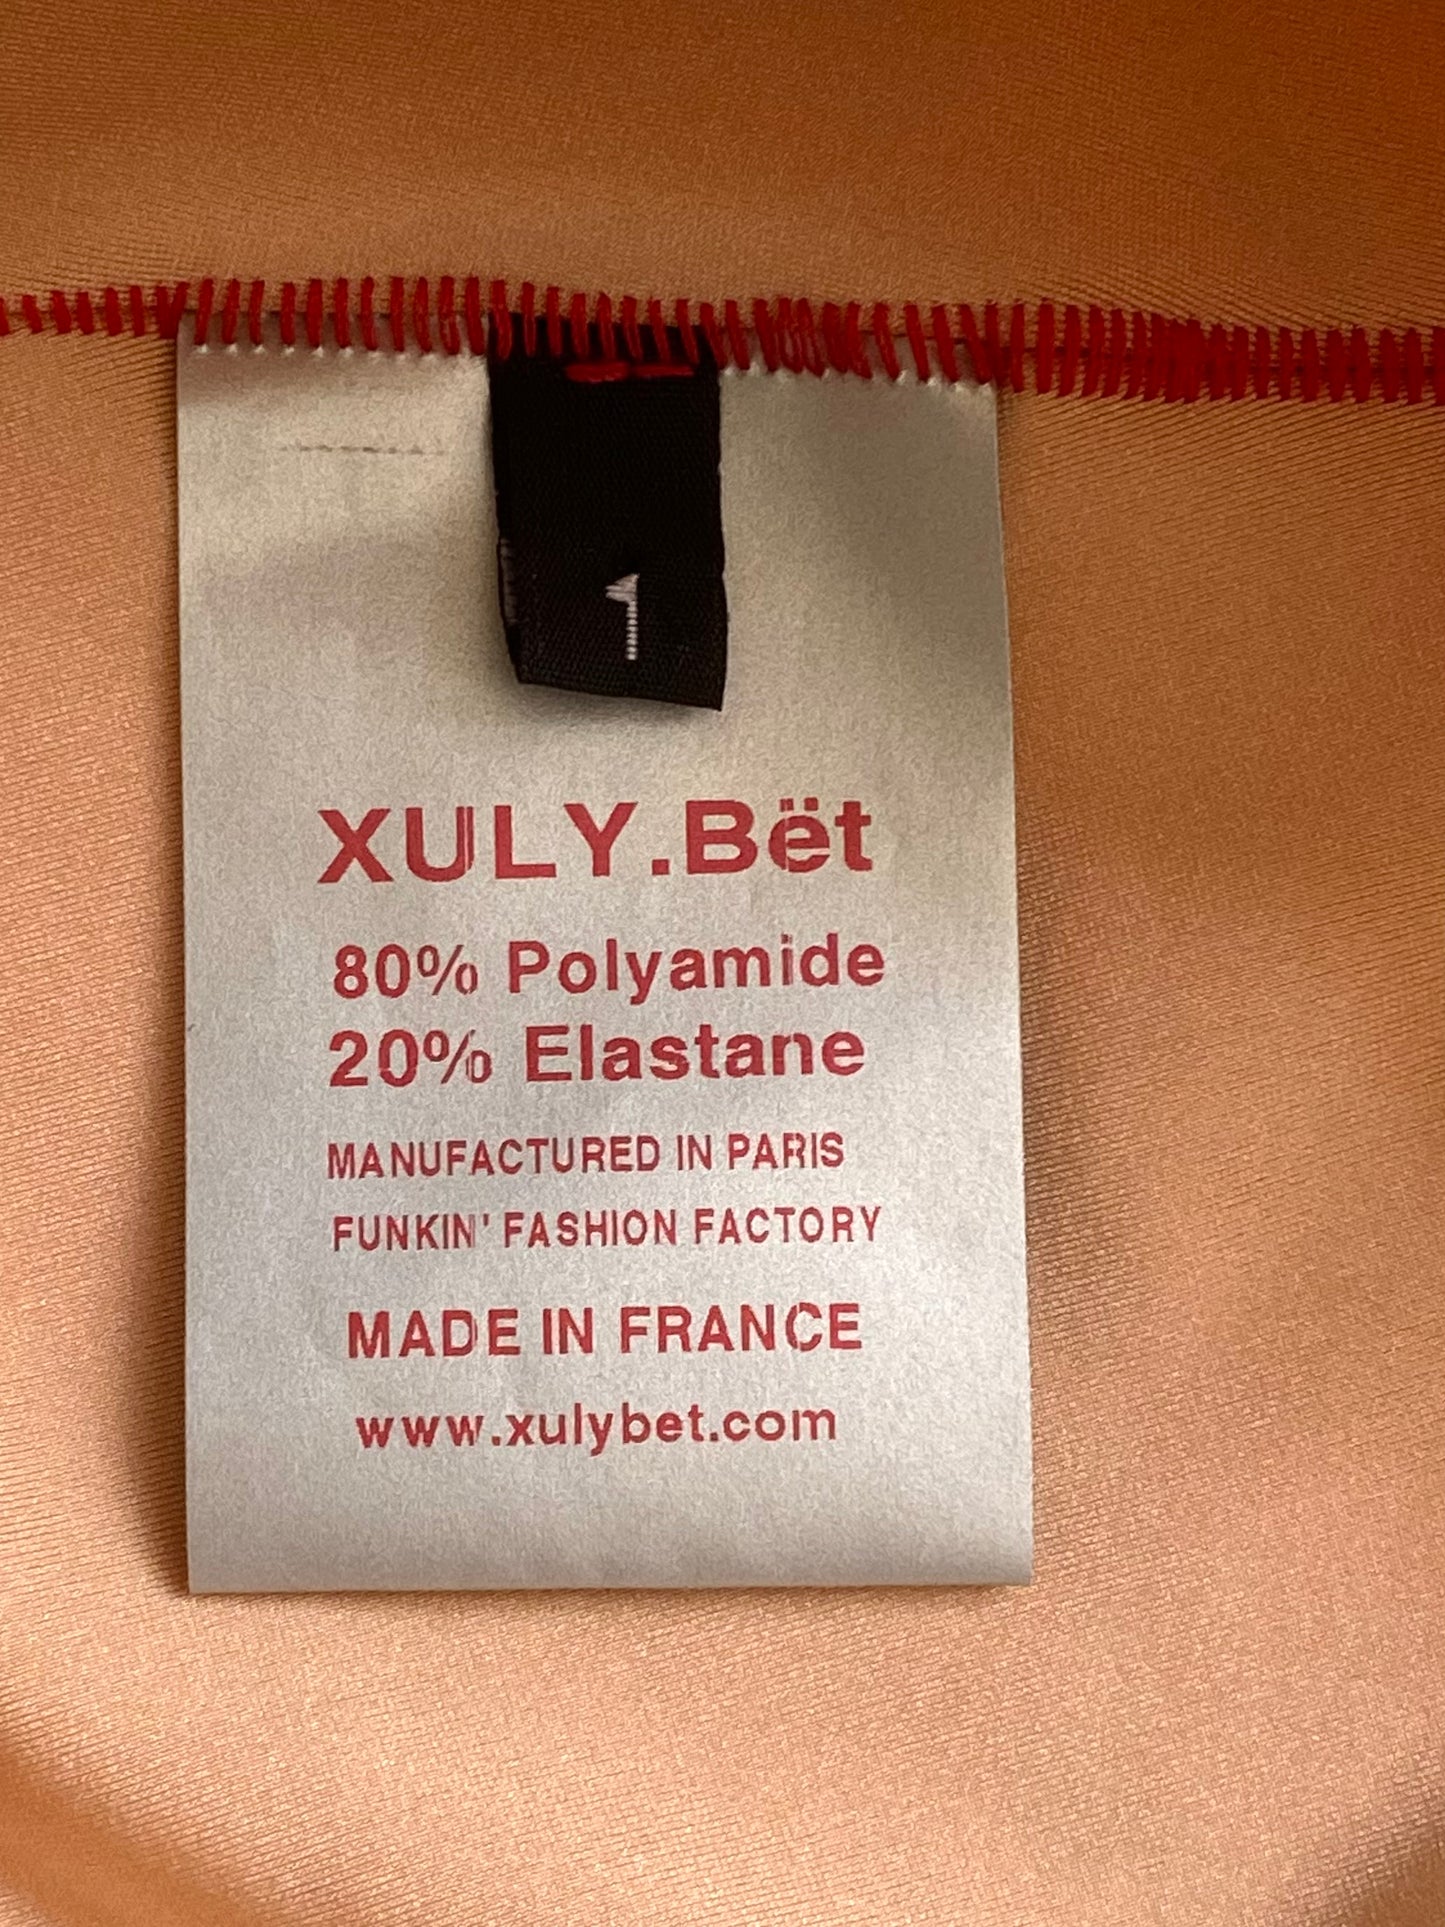 1
XULY.Bët
80% Polyamide
20% Elastane
MANUFACTURED IN PARIS
FUNKIN' FASHION FACTORY
MADE IN FRANCE
www.xulybet.com